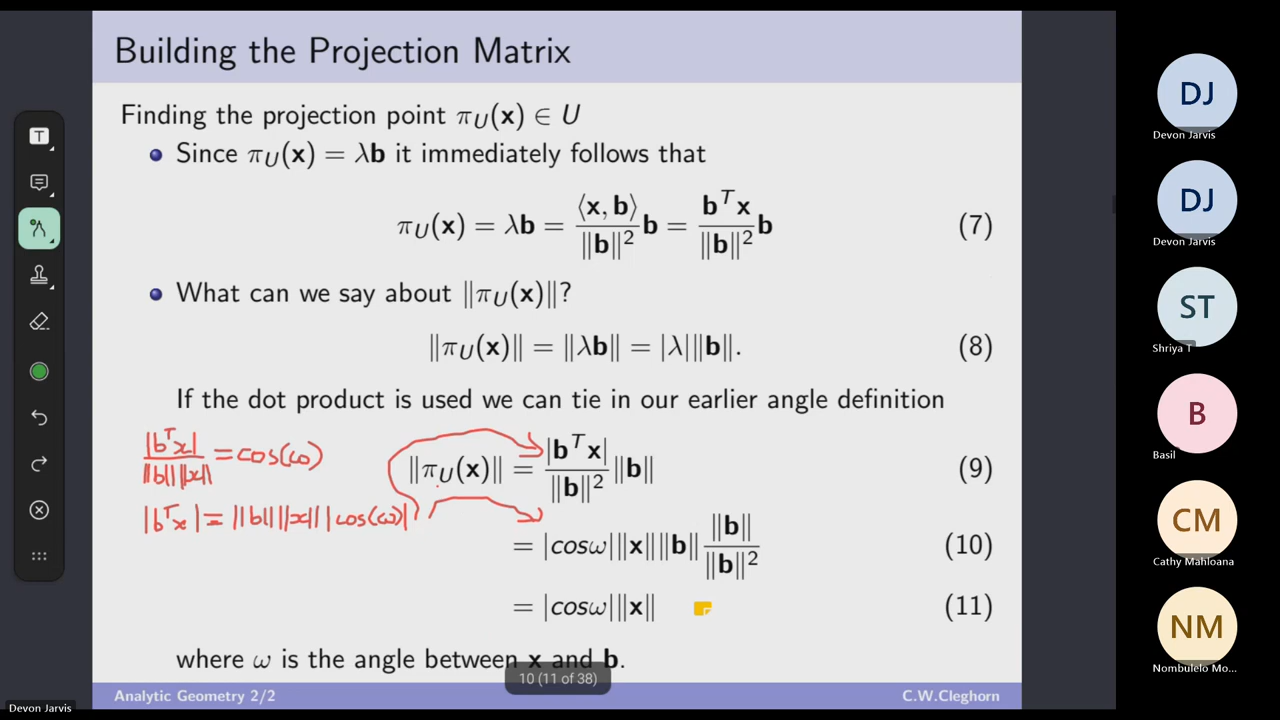 Building the Projection Matrix
Finding the projection point π_U(x) ∈ U
Since π_U(x) = λb it immediately follows that
π_U(x) = λb = ⟨x, b⟩/‖b‖² b = bᵀx/‖b‖² b (7)
What can we say about ‖π_U(x)‖?
‖π_U(x)‖ = ‖λb‖ = |λ|‖b‖. (8)
If the dot product is used we can tie in our earlier angle definition
|bᵀx|/‖b‖‖x‖ = cos(ω)
‖π_U(x)‖ = |bᵀx|/‖b‖² ‖b‖ (9)
|bᵀx| = ‖b‖‖x‖|cos(ω)|
= |cosω|‖x‖‖b‖ ‖b‖/‖b‖² (10)
= |cosω|‖x‖ (11)
where ω is the angle between x and b.
10 (11 of 38)
Analytic Geometry 2/2
C.W.Cleghorn
Devon Jarvis
T
DJ
Devon Jarvis
DJ
Devon Jarvis
ST
Shriya T
B
Basil
CM
Cathy Mahloana
NM
Nombulelo Mo...